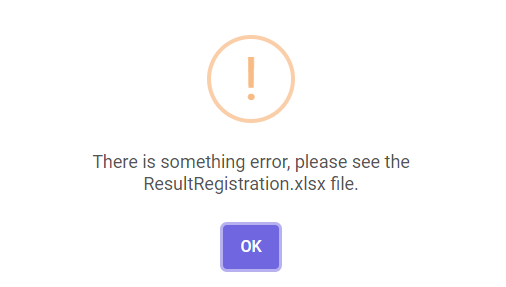 There is something error, please see the
ResultRegistration.xlsx file.
OK